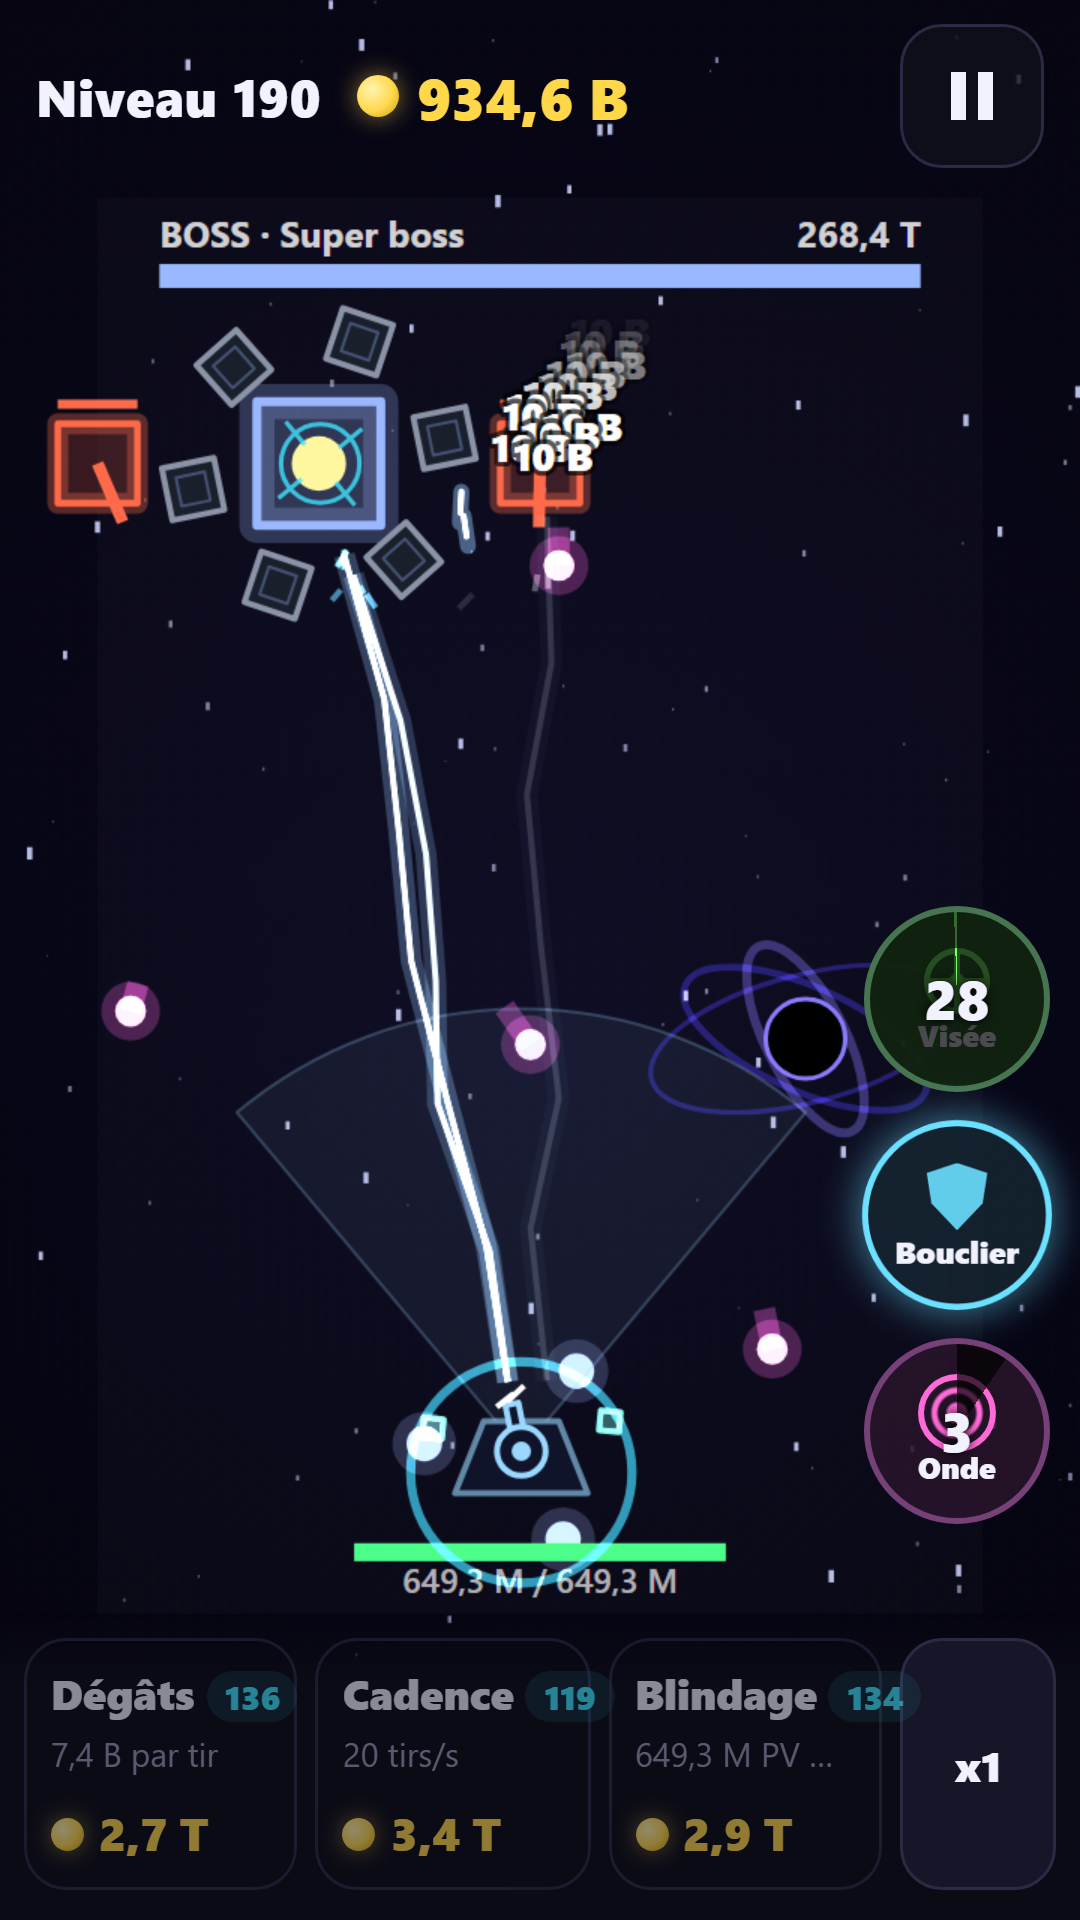 Niveau 190 934,6 B
BOSS · Super boss 268,4 T
10 B
28
Visée
Bouclier
3
Onde
649,3 M / 649,3 M
Dégâts 136
7,4 B par tir
2,7 T
Cadence 119
20 tirs/s
3,4 T
Blindage 134
649,3 M PV ...
2,9 T
x1